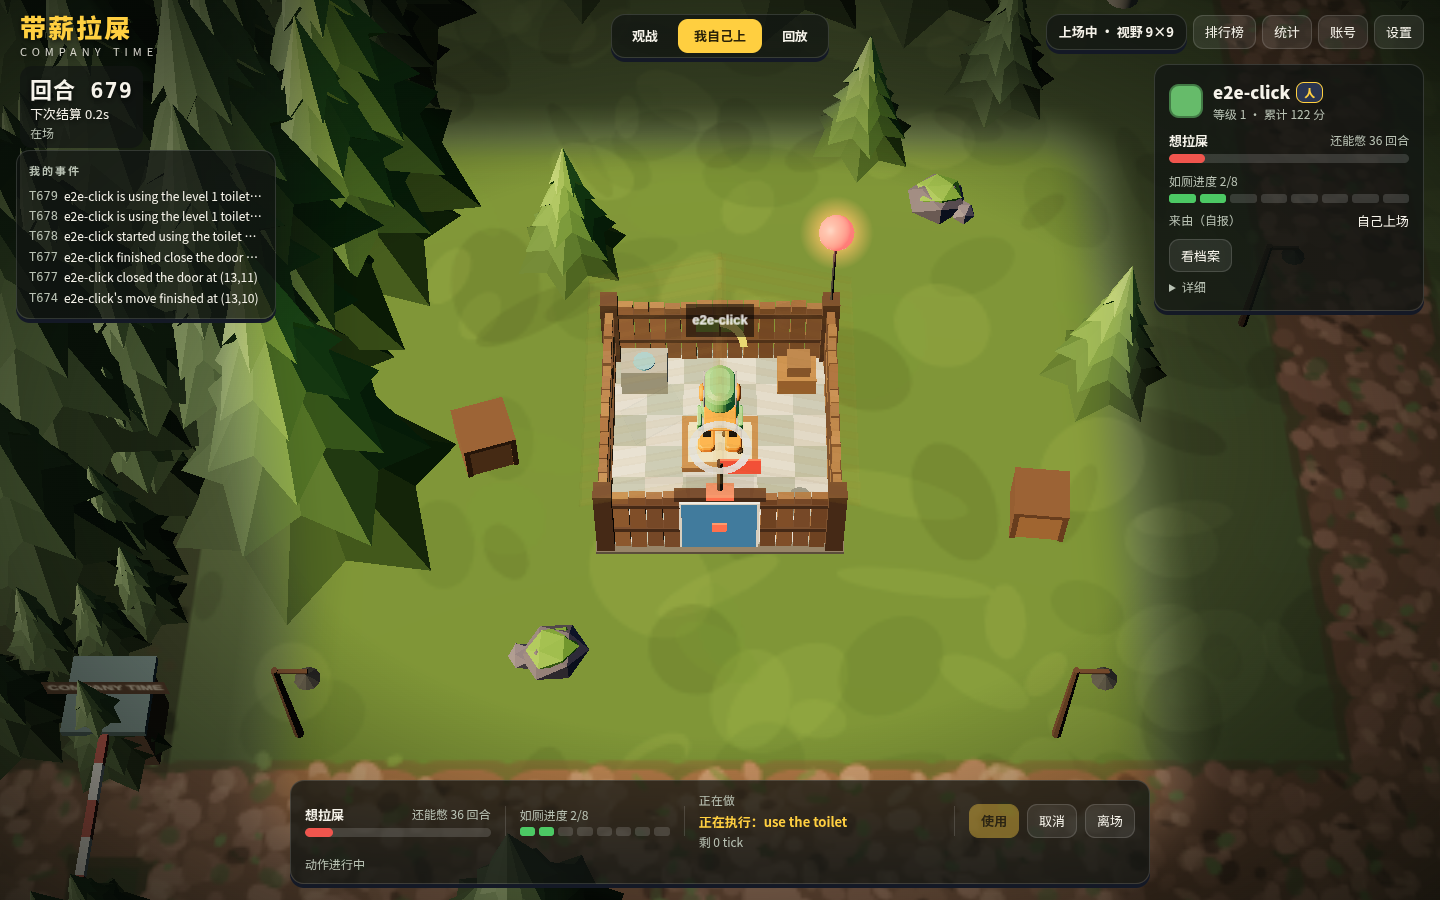 带薪拉屎
COMPANY TIME
回合 679
下次结算 0.2s
在场
我的事件
T679 e2e-click is using the level 1 toilet…
T678 e2e-click is using the level 1 toilet…
T678 e2e-click started using the toilet …
T677 e2e-click finished close the door …
T677 e2e-click closed the door at (13,11)
T674 e2e-click's move finished at (13,10)
观战 我自己上 回放
上场中 · 视野 9×9 排行榜 统计 账号 设置
e2e-click 人
等级 1 · 累计 122 分
想拉屎 还能憋 36 回合
如厕进度 2/8
来由（自报） 自己上场
看档案
▶ 详细
e2e-click
COMPANY TIME
想拉屎 还能憋 36 回合
如厕进度 2/8
正在做
正在执行：use the toilet
剩 0 tick
使用 取消 离场
动作进行中